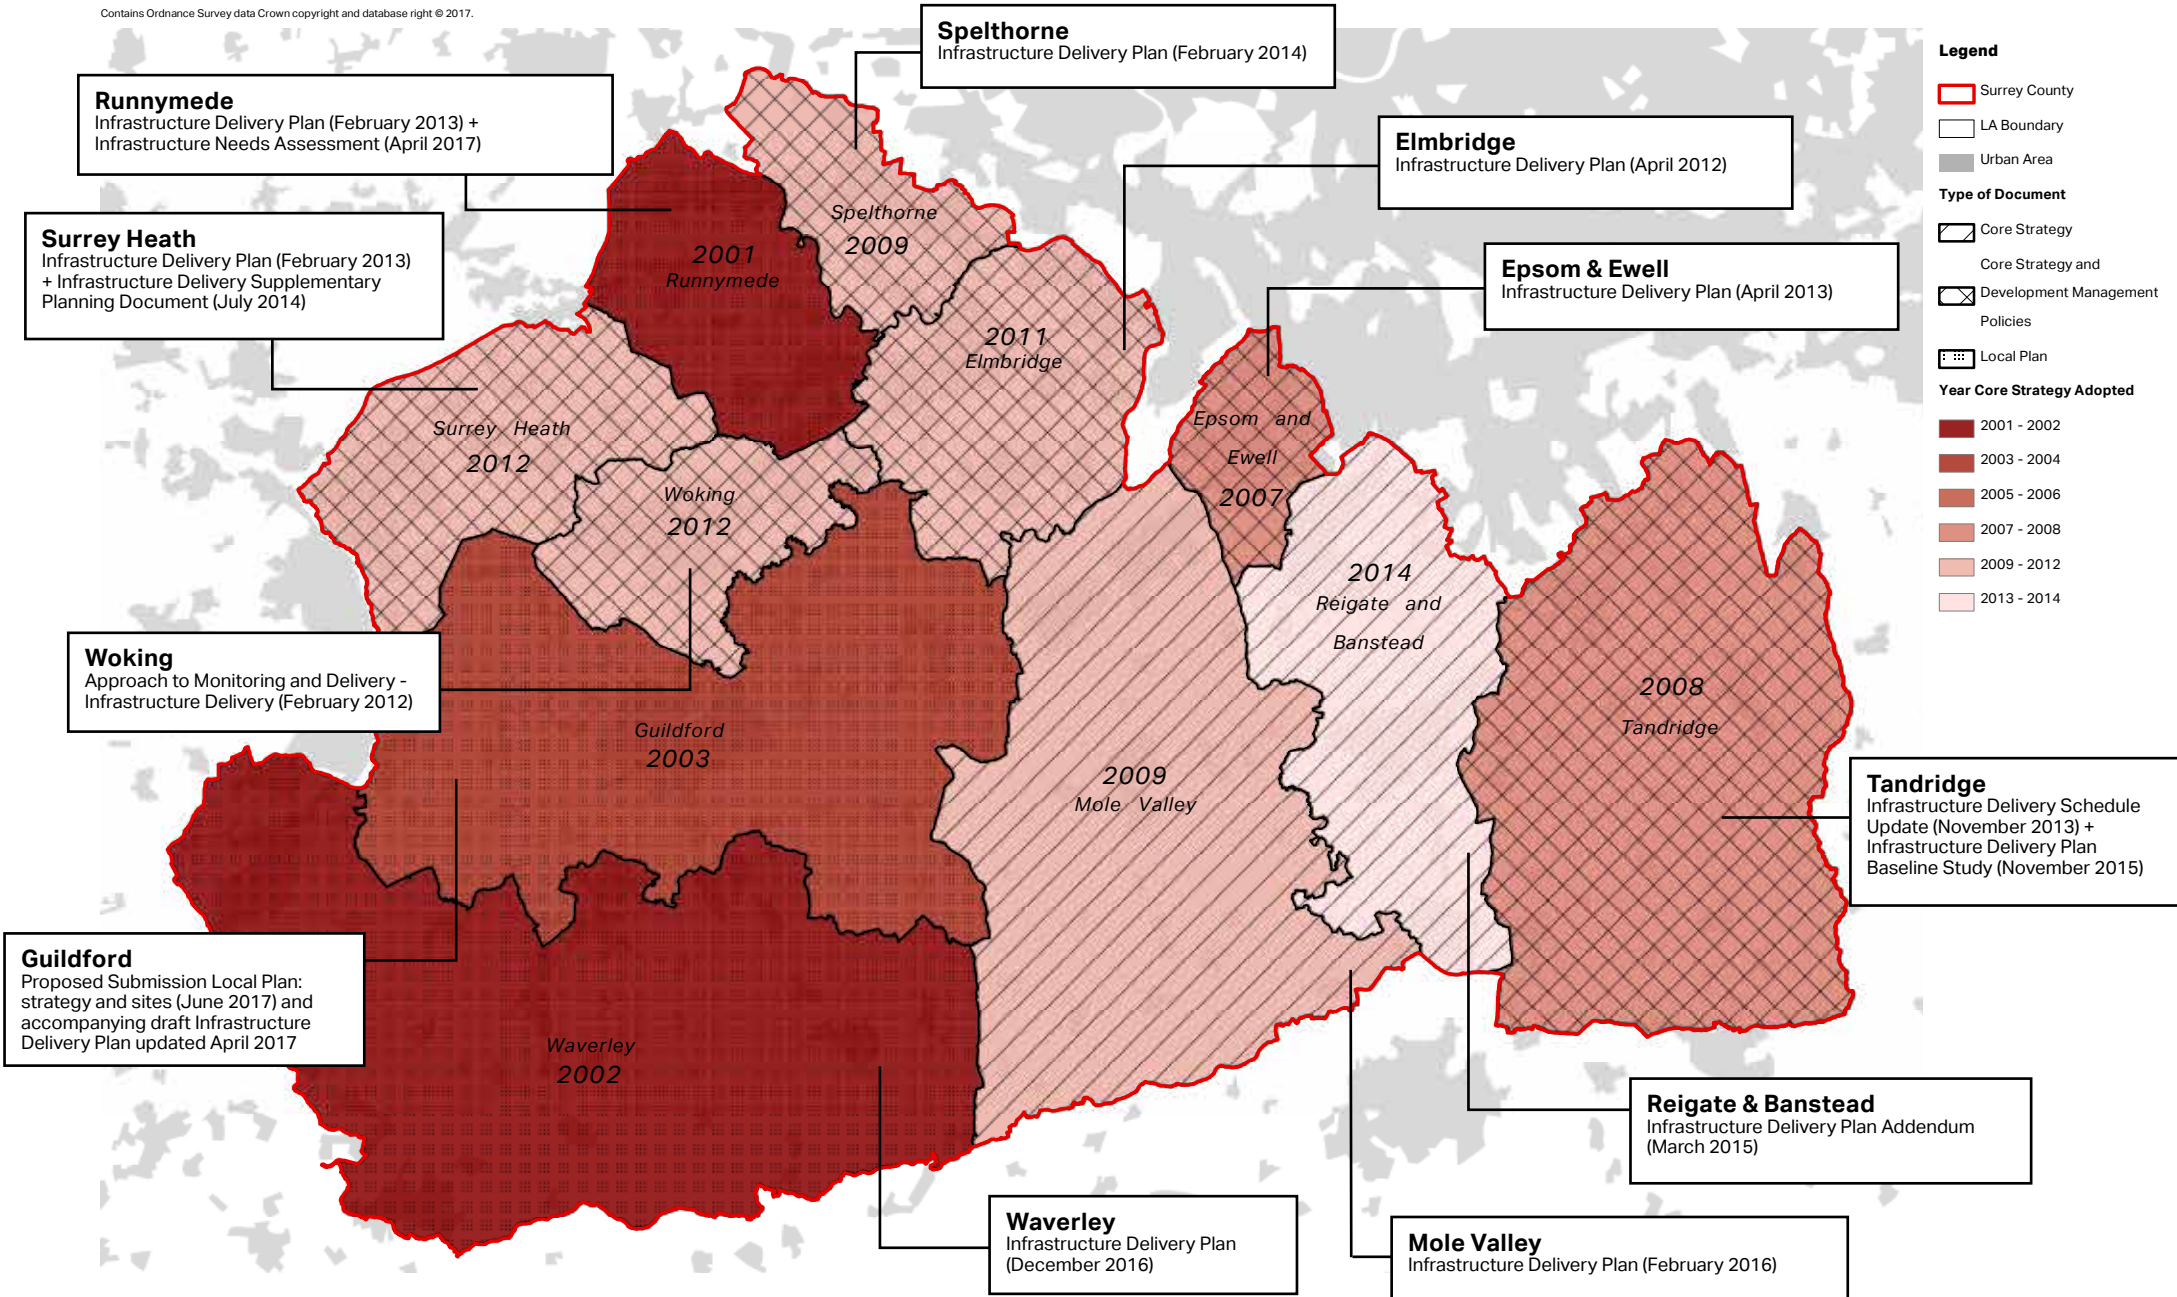 Contains Ordnance Survey data Crown copyright and database right © 2017.
Spelthorne
Infrastructure Delivery Plan (February 2014)
Runnymede
Infrastructure Delivery Plan (February 2013) +
Infrastructure Needs Assessment (April 2017)
Elmbridge
Infrastructure Delivery Plan (April 2012)
Surrey Heath
Infrastructure Delivery Plan (February 2013)
+ Infrastructure Delivery Supplementary
Planning Document (July 2014)
Epsom & Ewell
Infrastructure Delivery Plan (April 2013)
Legend
Surrey County
LA Boundary
Urban Area
Type of Document
Core Strategy
Core Strategy and
Development Management
Policies
Local Plan
Year Core Strategy Adopted
2001 - 2002
2003 - 2004
2005 - 2006
2007 - 2008
2009 - 2012
2013 - 2014
Spelthorne
2009
2001
Runnymede
2011
Elmbridge
Surrey Heath
2012
Epsom and
Ewell
2007
Woking
2012
2014
Reigate and
Banstead
2008
Tandridge
Guildford
2003
2009
Mole Valley
Waverley
2002
Woking
Approach to Monitoring and Delivery -
Infrastructure Delivery (February 2012)
Tandridge
Infrastructure Delivery Schedule
Update (November 2013) +
Infrastructure Delivery Plan
Baseline Study (November 2015)
Guildford
Proposed Submission Local Plan:
strategy and sites (June 2017) and
accompanying draft Infrastructure
Delivery Plan updated April 2017
Reigate & Banstead
Infrastructure Delivery Plan Addendum
(March 2015)
Waverley
Infrastructure Delivery Plan
(December 2016)
Mole Valley
Infrastructure Delivery Plan (February 2016)